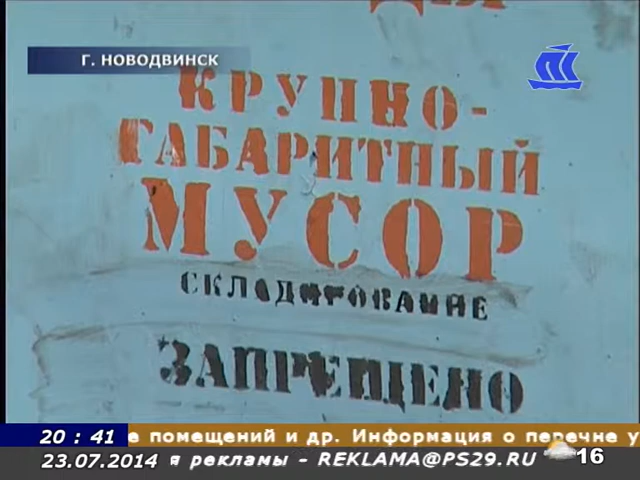 г. НОВОДВИНСК
КРУПНО-
ГАБАРИТНЫЙ
МУСОР
СКЛАДИРОВАНИЕ
ЗАПРЕЩЕНО
20 : 41
е помещений и др. Информация о перечне у
23.07.2014
я рекламы - REKLAMA@PS29.RU
16